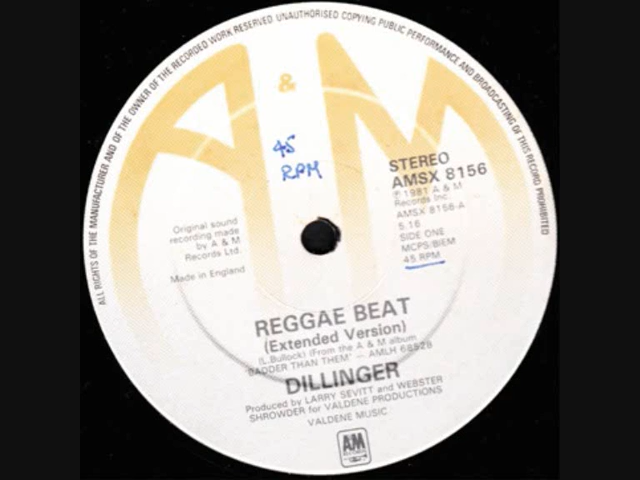 ALL RIGHTS OF THE MANUFACTURER AND OF THE OWNER OF THE RECORDED WORK RESERVED. UNAUTHORISED COPYING PUBLIC PERFORMANCE AND BROADCASTING OF THIS RECORD PROHIBITED
A & M
45
RPM
STEREO
AMSX 8156
℗ 1981 A & M
Records Inc.
AMSX 8156-A
5.16
SIDE ONE
MCPS/BIEM
45 RPM
Original sound
recording made
by A & M
Records Ltd.
Made in England
REGGAE BEAT
(Extended Version)
(L.Bullock) (From the A & M album
"BADDER THAN THEM" – AMLH 68528
DILLINGER
Produced by LARRY SEVITT and WEBSTER
SHROWDER for VALDENE PRODUCTIONS
VALDENE MUSIC
A&M